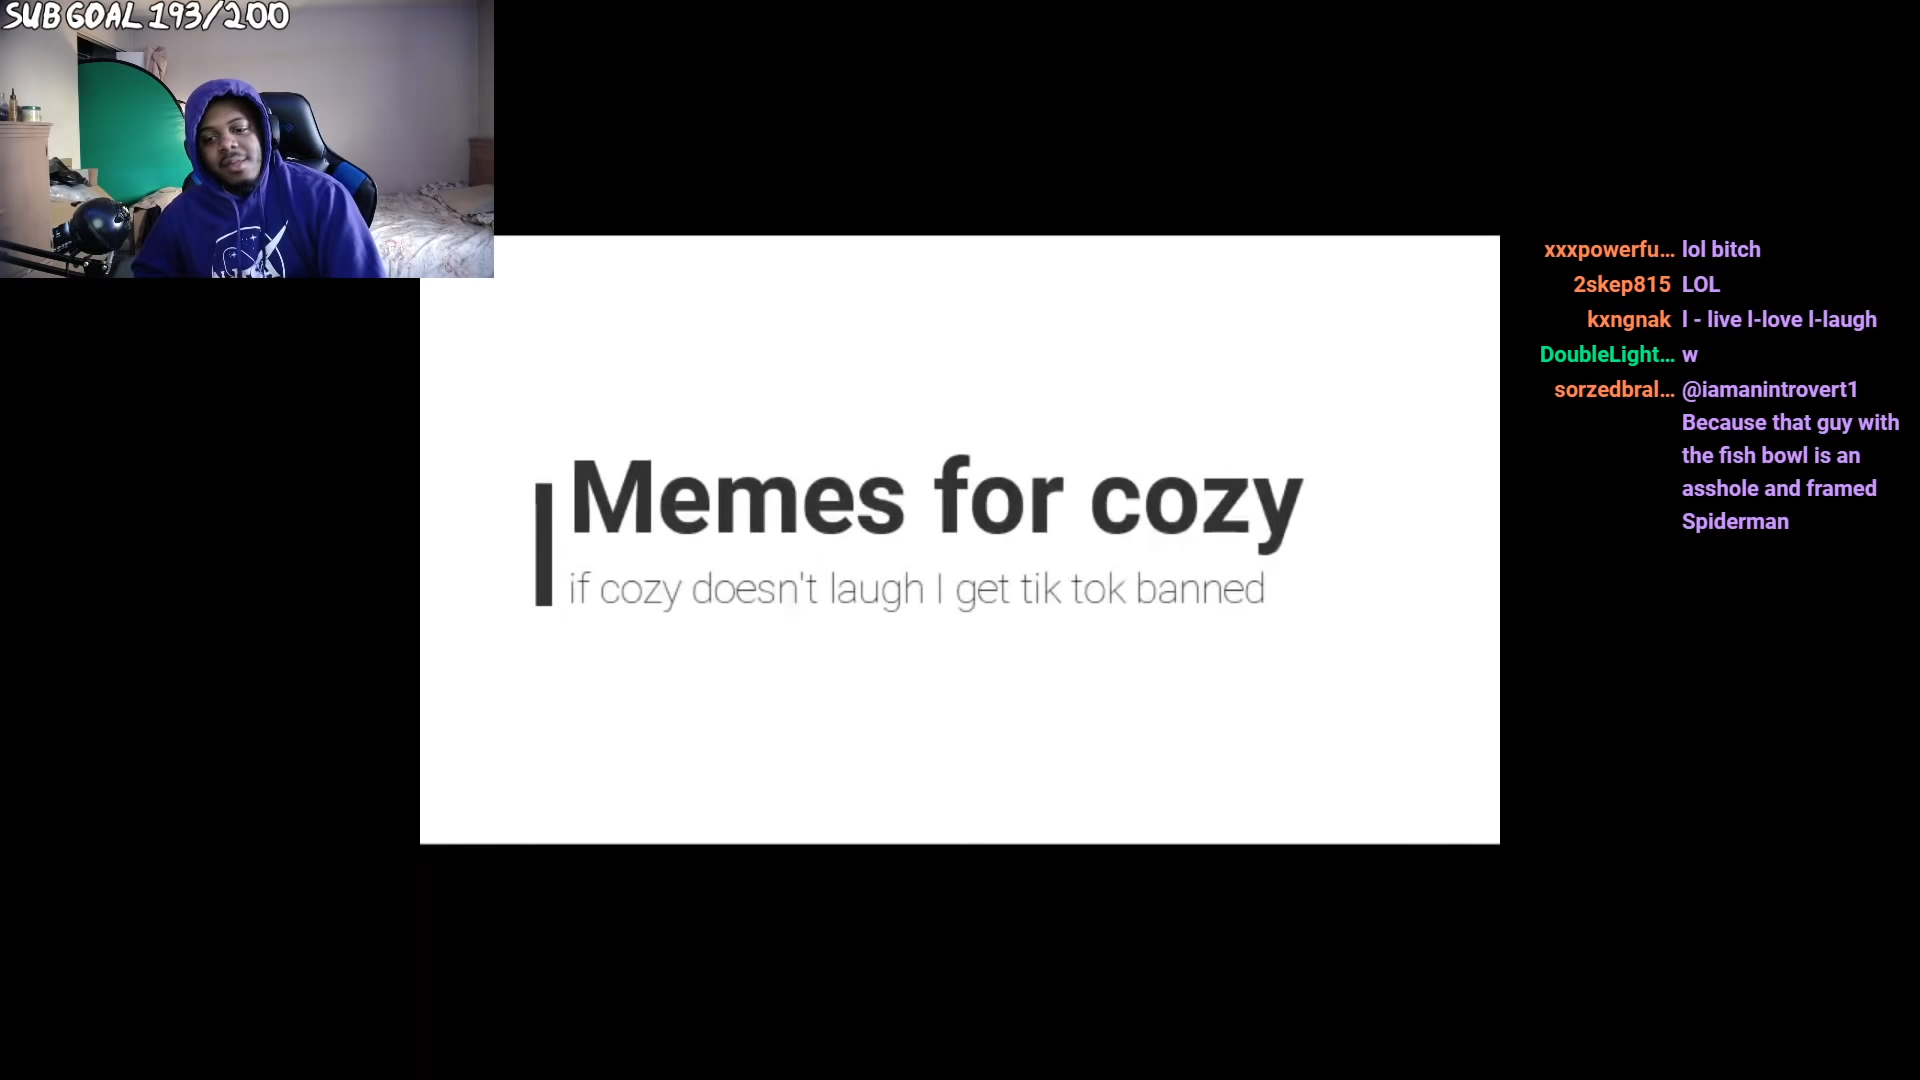 SUB GOAL 193/200
Memes for cozy
if cozy doesn't laugh I get tik tok banned
xxxpowerfu… lol bitch
2skep815 LOL
kxngnak l - live l-love l-laugh
DoubleLight… w
sorzedbral… @iamanintrovert1
Because that guy with
the fish bowl is an
asshole and framed
Spiderman